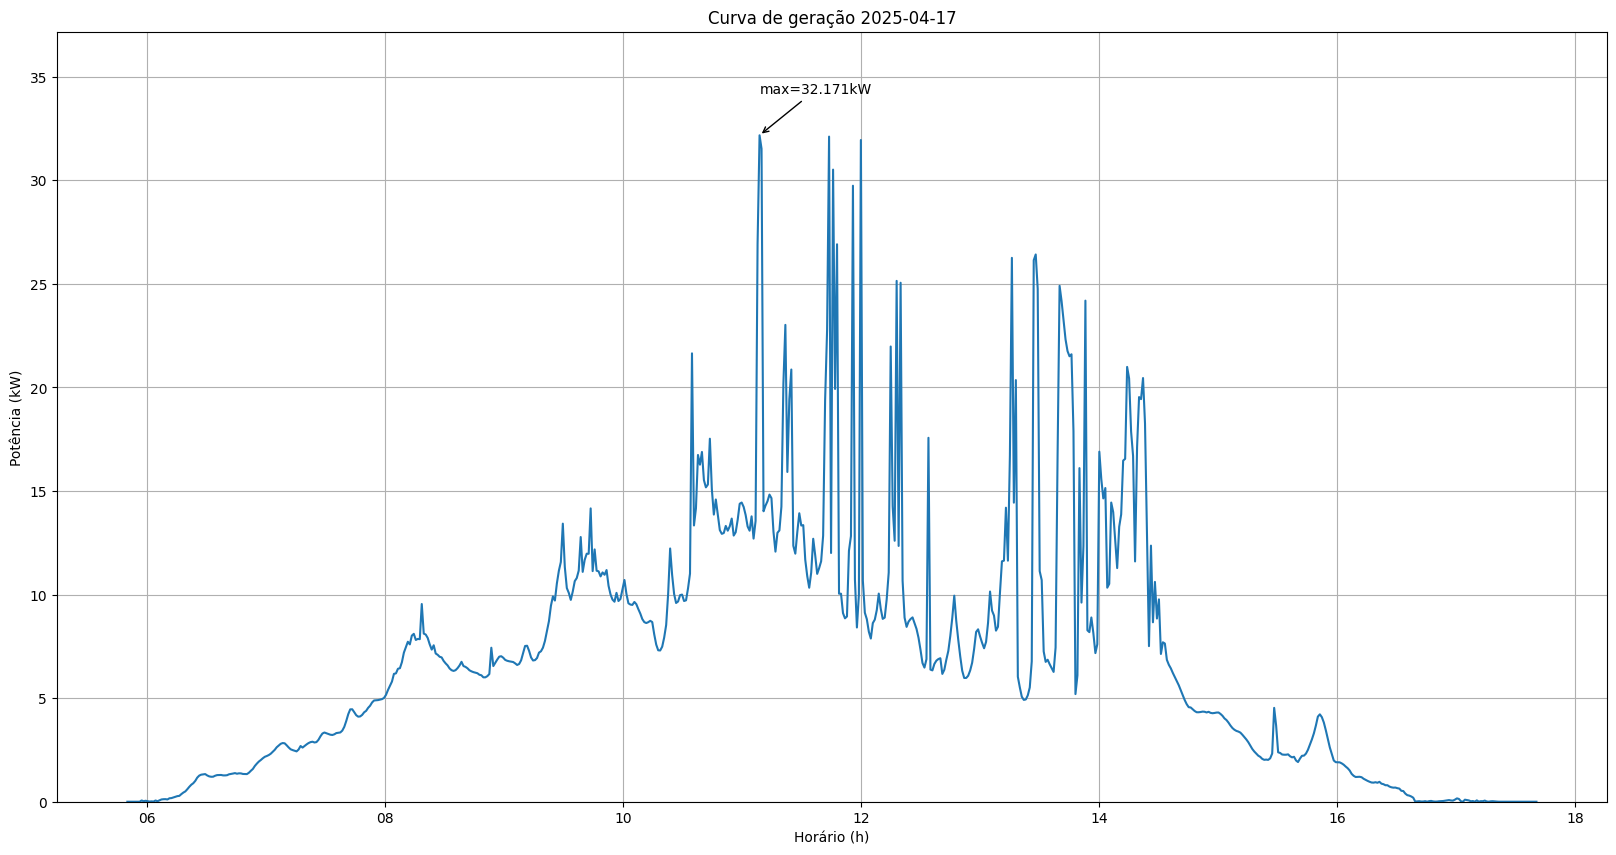 Curva de geração 2025-04-17
max=32.171kW
35
30
25
20
15
10
5
0
Potência (kW)
06 08 10 12 14 16 18
Horário (h)